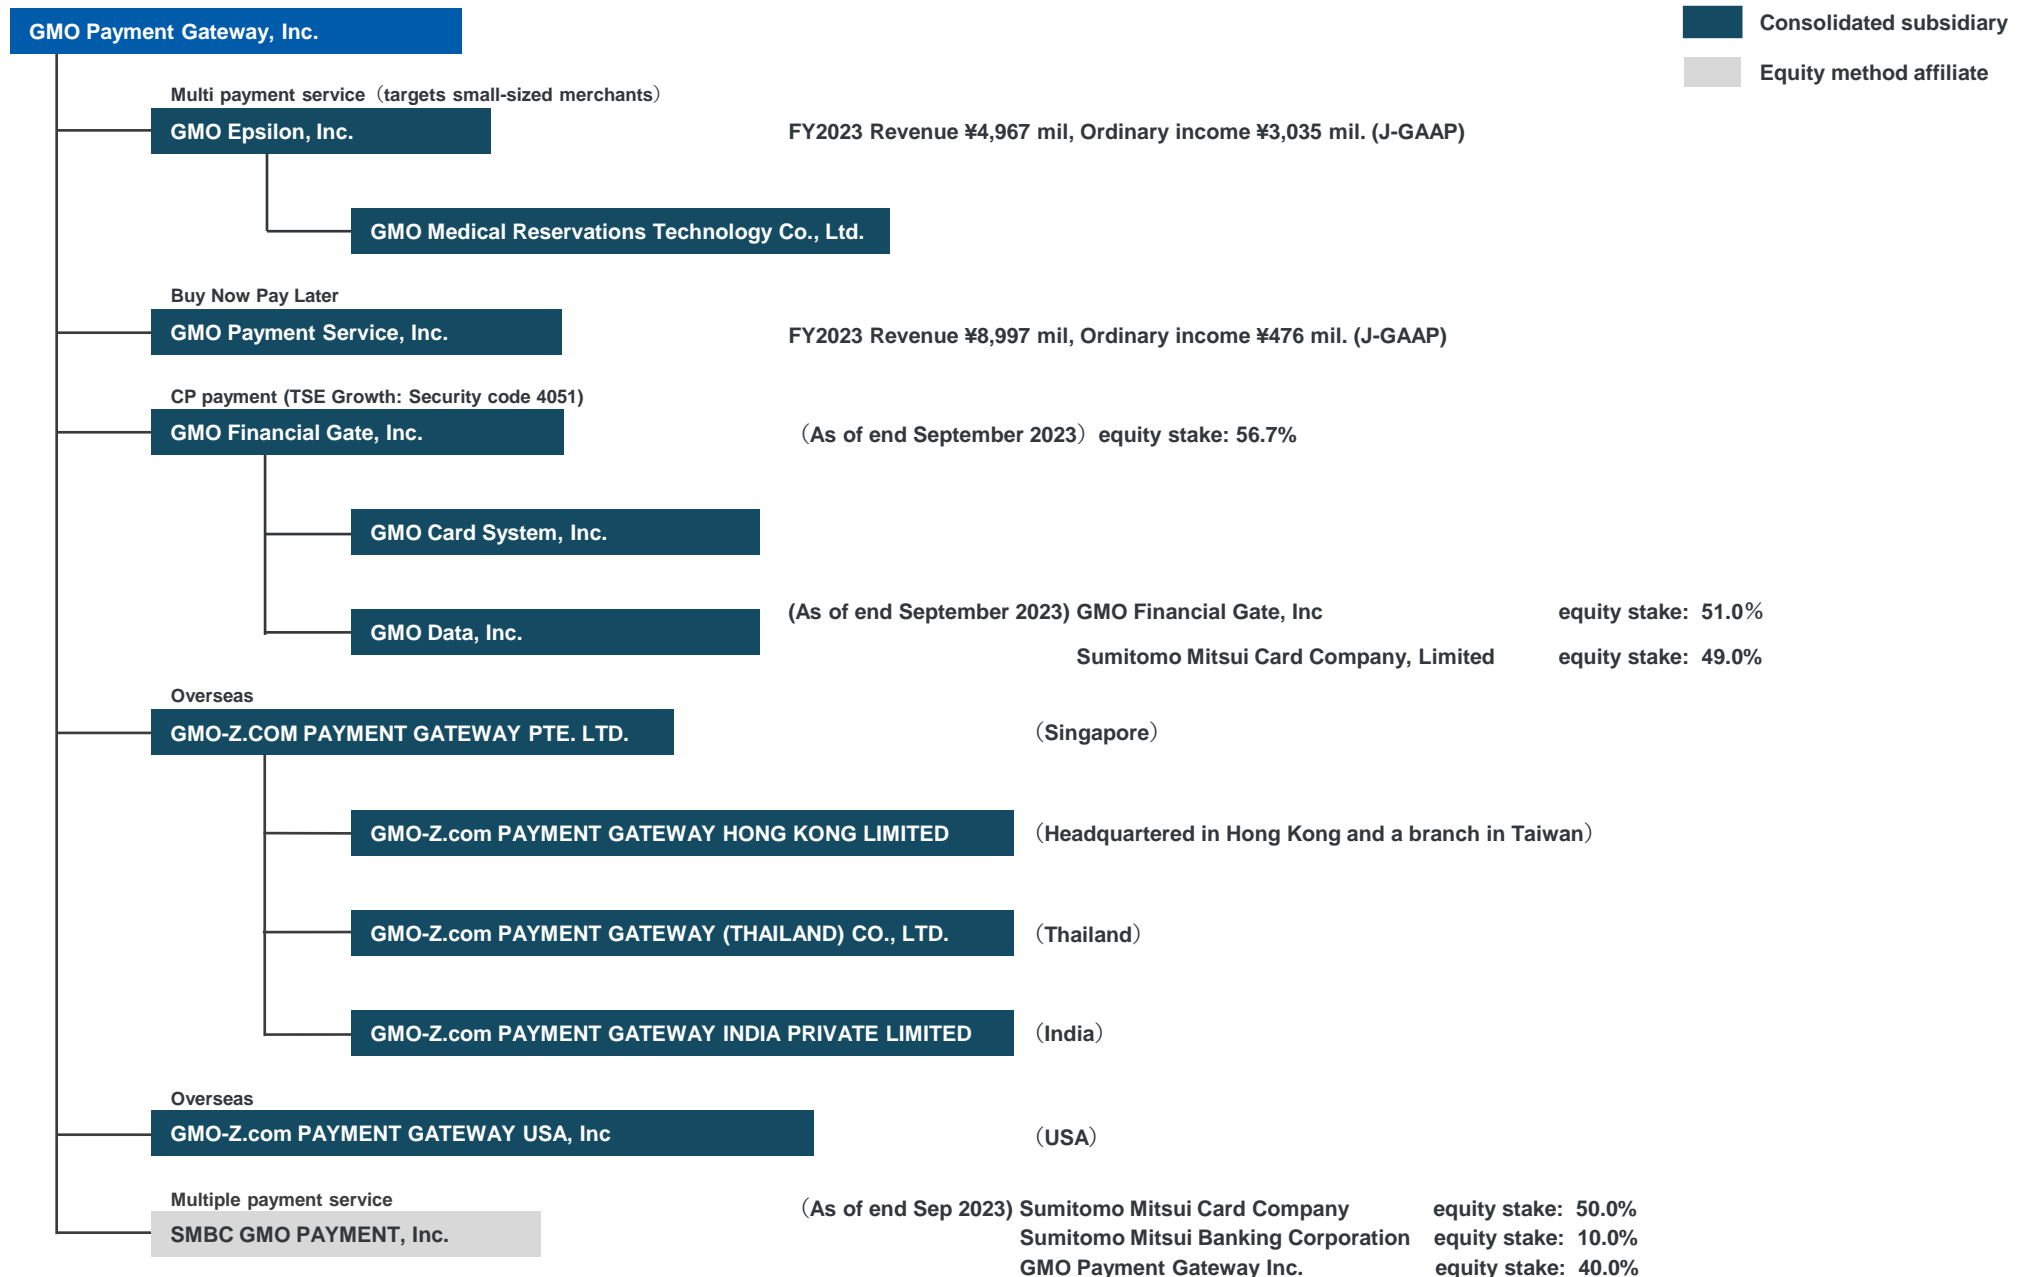 GMO Payment Gateway, Inc.
Consolidated subsidiary
Equity method affiliate
Multi payment service（targets small-sized merchants）
GMO Epsilon, Inc.
FY2023 Revenue ¥4,967 mil, Ordinary income ¥3,035 mil. (J-GAAP)
GMO Medical Reservations Technology Co., Ltd.
Buy Now Pay Later
GMO Payment Service, Inc.
FY2023 Revenue ¥8,997 mil, Ordinary income ¥476 mil. (J-GAAP)
CP payment (TSE Growth: Security code 4051)
GMO Financial Gate, Inc.
（As of end September 2023）equity stake: 56.7%
GMO Card System, Inc.
GMO Data, Inc.
(As of end September 2023) GMO Financial Gate, Inc equity stake: 51.0％
Sumitomo Mitsui Card Company, Limited equity stake: 49.0%
Overseas
GMO-Z.COM PAYMENT GATEWAY PTE. LTD.
（Singapore）
GMO-Z.com PAYMENT GATEWAY HONG KONG LIMITED
（Headquartered in Hong Kong and a branch in Taiwan）
GMO-Z.com PAYMENT GATEWAY (THAILAND) CO., LTD.
（Thailand）
GMO-Z.com PAYMENT GATEWAY INDIA PRIVATE LIMITED
（India）
Overseas
GMO-Z.com PAYMENT GATEWAY USA, Inc
（USA）
Multiple payment service
SMBC GMO PAYMENT, Inc.
（As of end Sep 2023) Sumitomo Mitsui Card Company equity stake: 50.0%
Sumitomo Mitsui Banking Corporation equity stake: 10.0%
GMO Payment Gateway Inc. equity stake: 40.0%